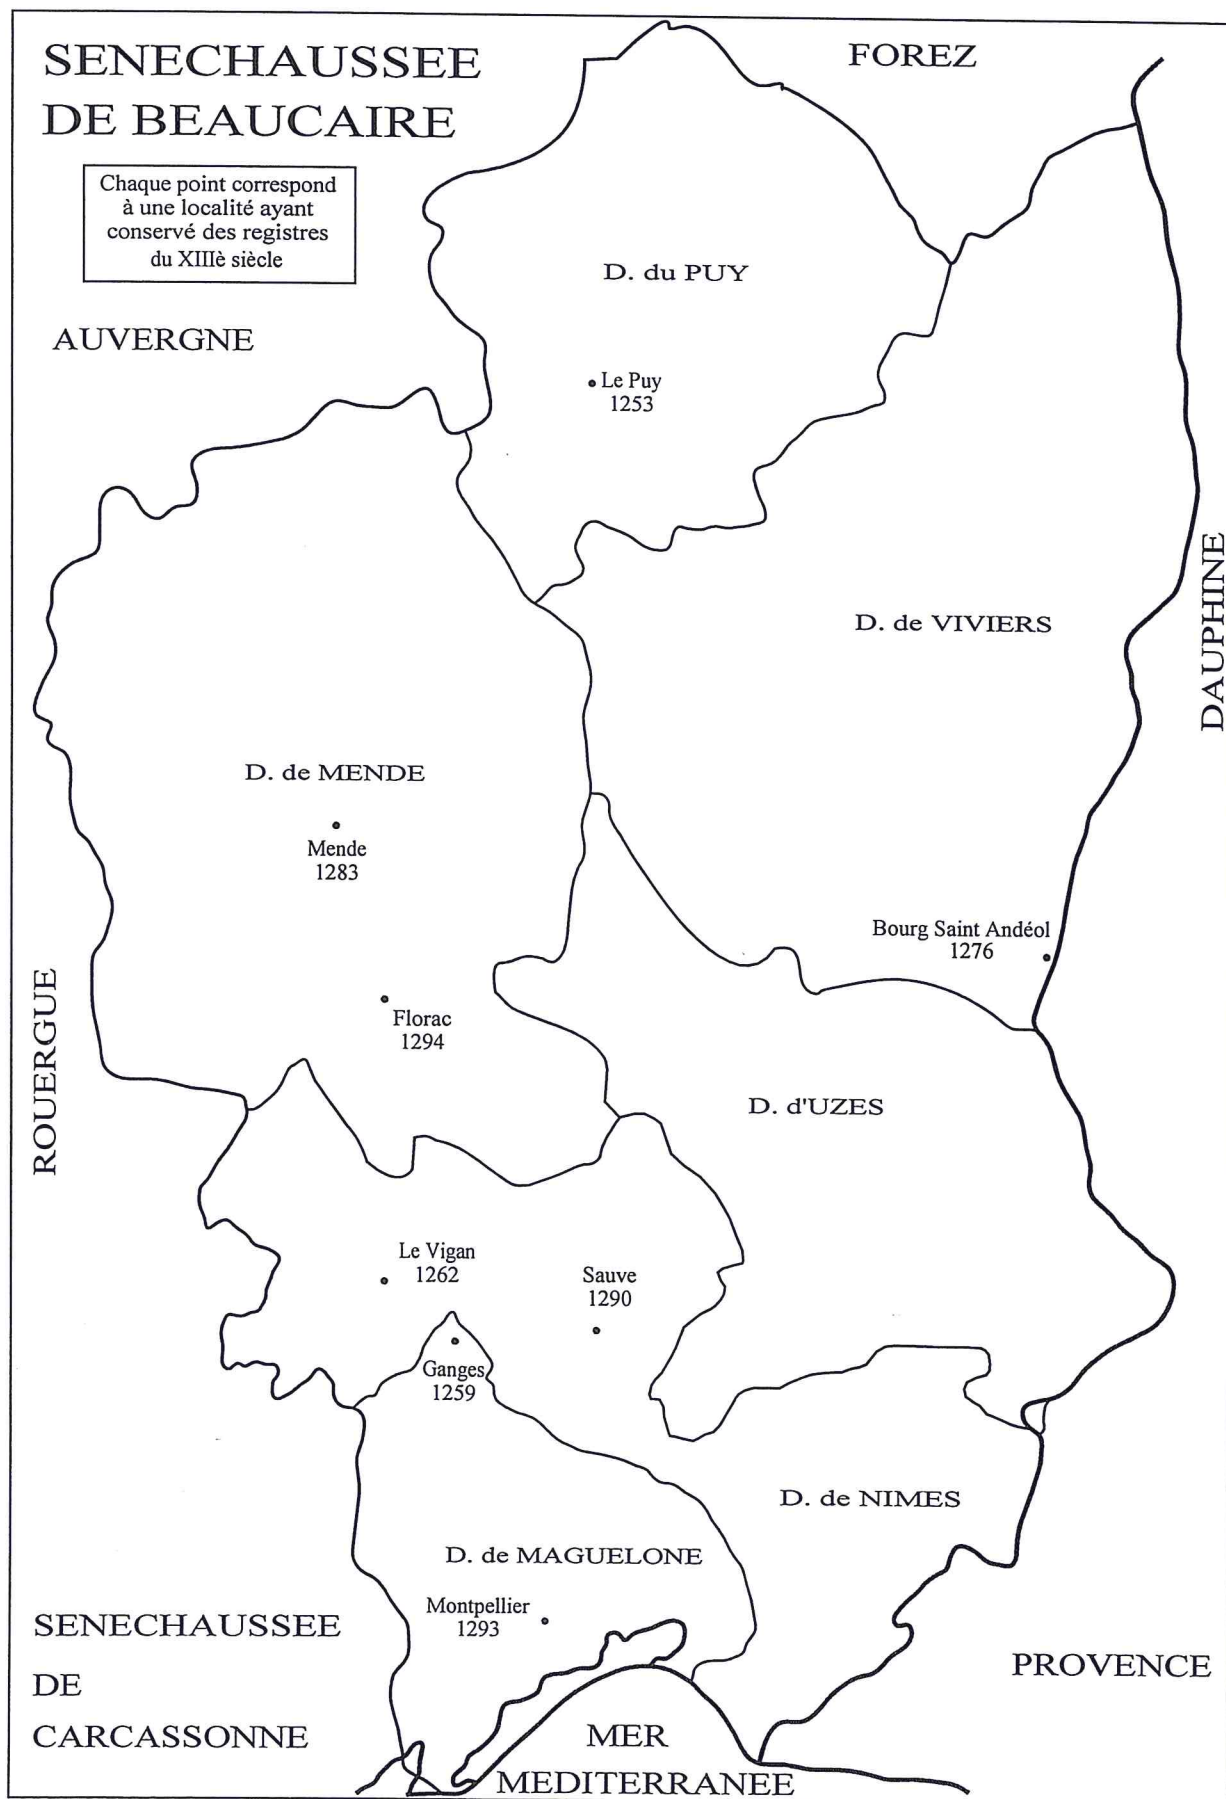 SENECHAUSSEE
DE BEAUCAIRE
Chaque point correspond
à une localité ayant
conservé des registres
du XIIIè siècle
FOREZ
D. du PUY
AUVERGNE
Le Puy
1253
DAUPHINE
D. de VIVIERS
D. de MENDE
Mende
1283
Bourg Saint Andéol
1276
ROUERGUE
Florac
1294
D. d'UZES
Le Vigan
1262
Sauve
1290
Ganges
1259
D. de NIMES
D. de MAGUELONE
Montpellier
1293
SENECHAUSSEE
DE
CARCASSONNE
PROVENCE
MER
MEDITERRANEE